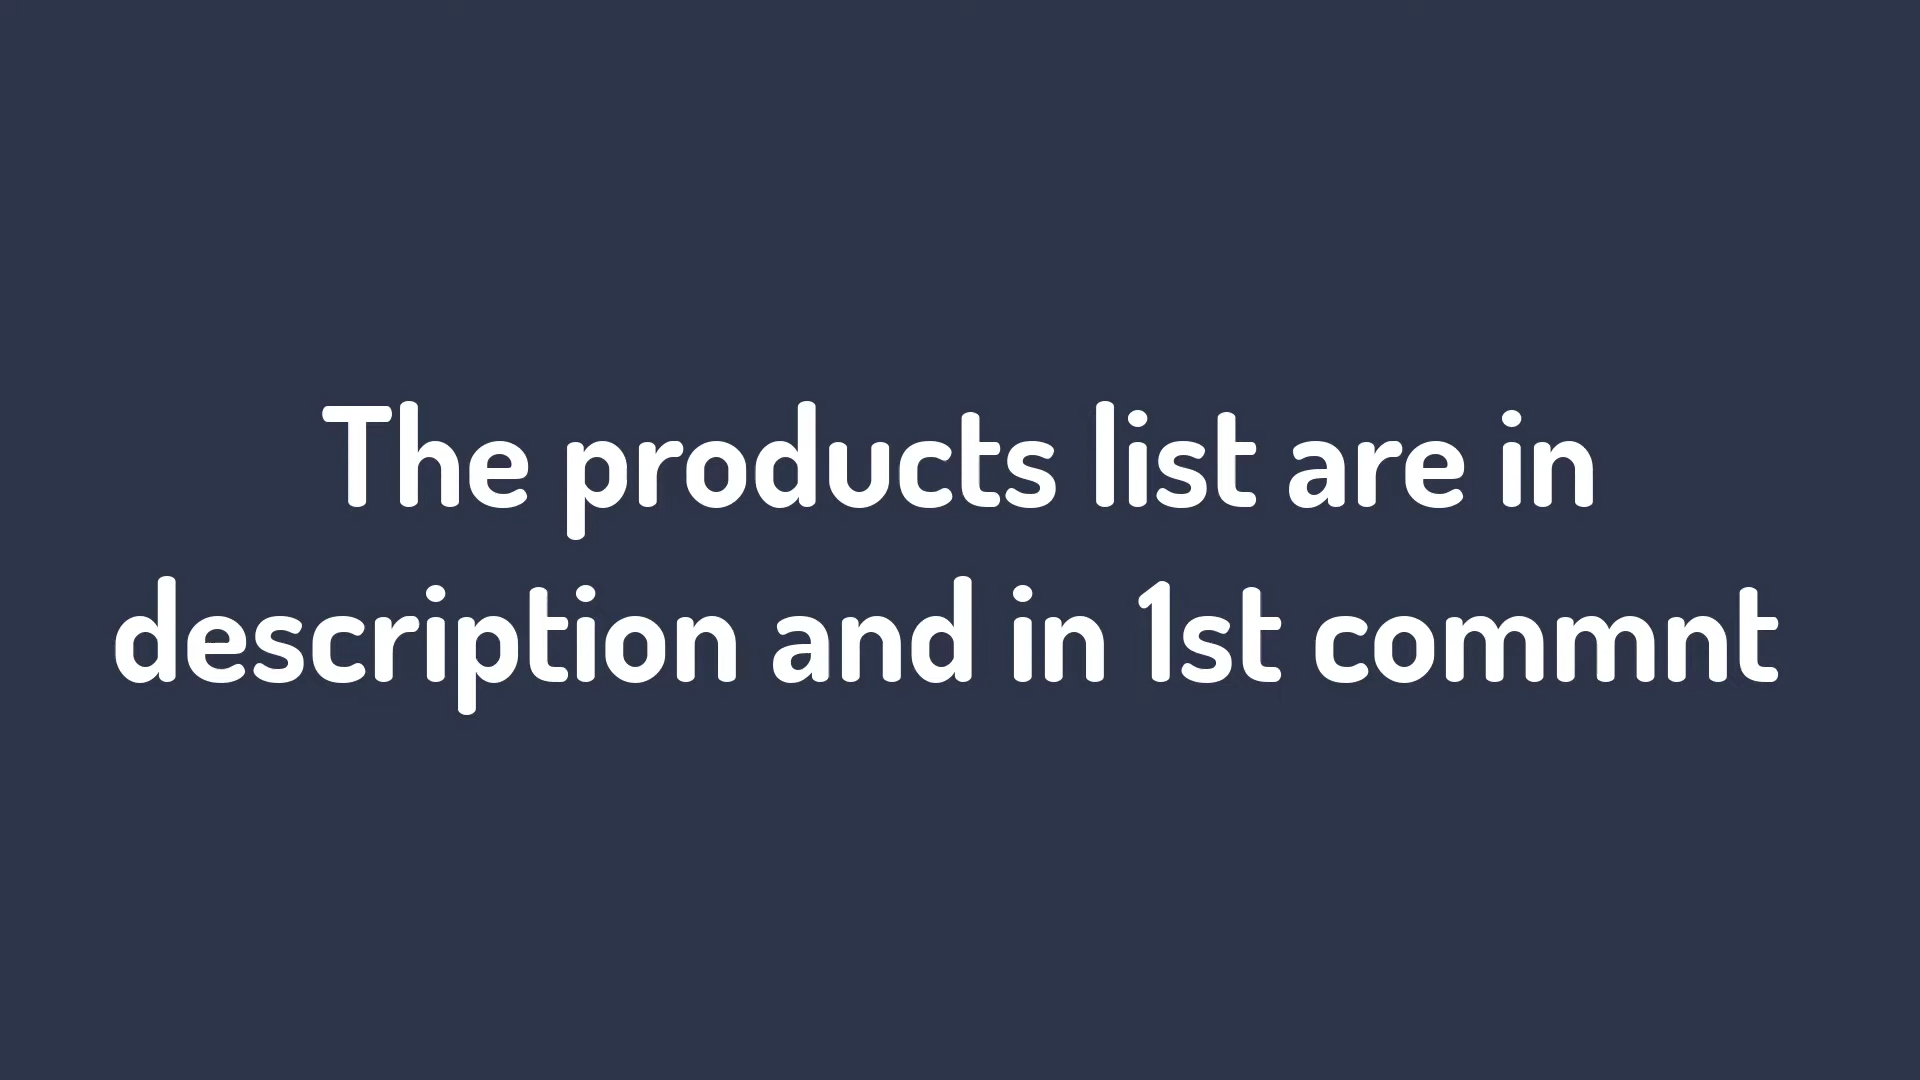 The products list are in
description and in 1st commnt